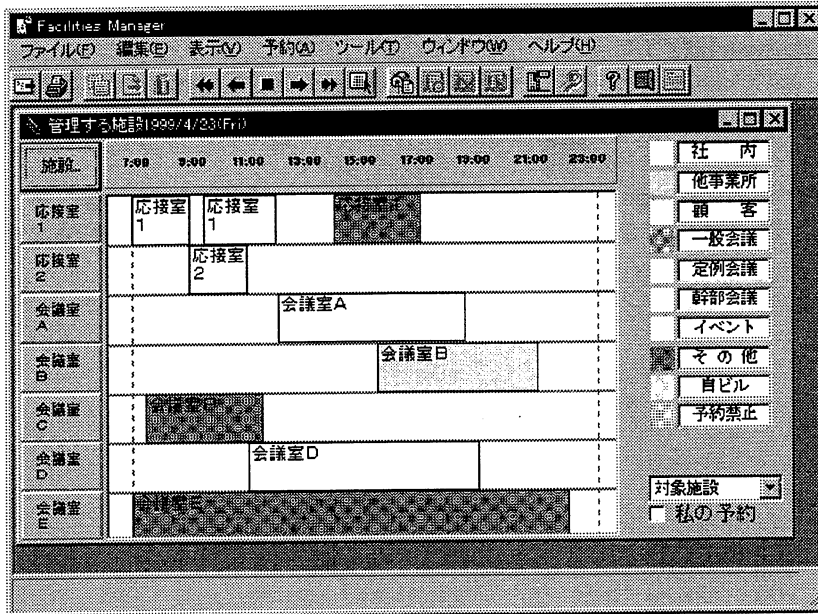 Facilities Manager
ファイル(F) 編集(E) 表示(V) 予約(A) ツール(T) ウィンドウ(W) ヘルプ(H)
管理する施設1999/4/23(Fri)
施設... 7:00 9:00 11:00 13:00 15:00 17:00 19:00 21:00 23:00
応接室
1
応接室
1
応接室
1
応接室
2
応接室
2
会議室
A
会議室A
会議室
B
会議室B
会議室
C
会議室C
会議室
D
会議室D
会議室
E
会議室E
社 内
他事業所
顧 客
一般会議
定例会議
幹部会議
イベント
その他
自ビル
予約禁止
対象施設
私の予約